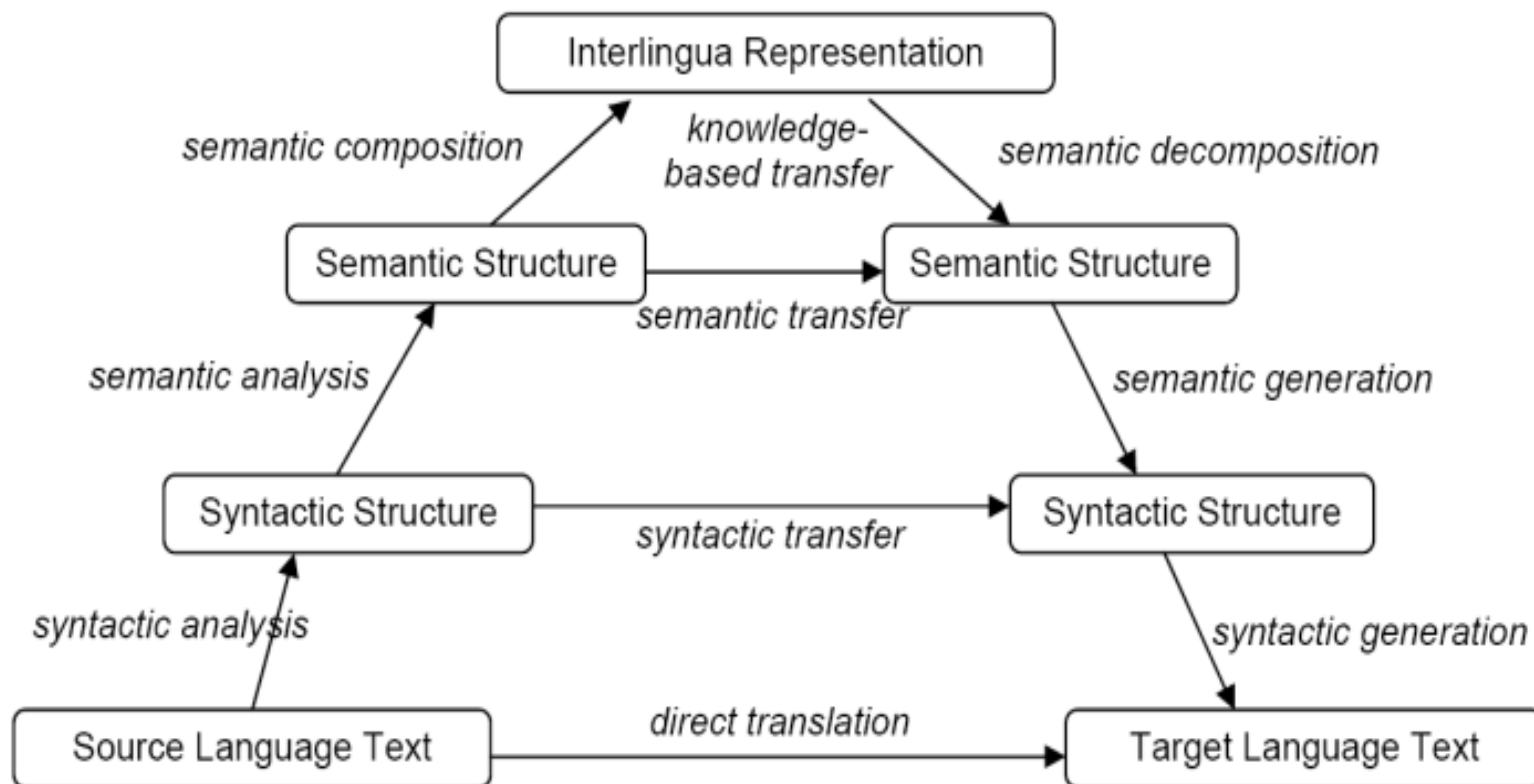 Interlingua Representation
semantic composition
knowledge-
based transfer
semantic decomposition
Semantic Structure
Semantic Structure
semantic transfer
semantic analysis
semantic generation
Syntactic Structure
Syntactic Structure
syntactic transfer
syntactic analysis
syntactic generation
direct translation
Source Language Text
Target Language Text